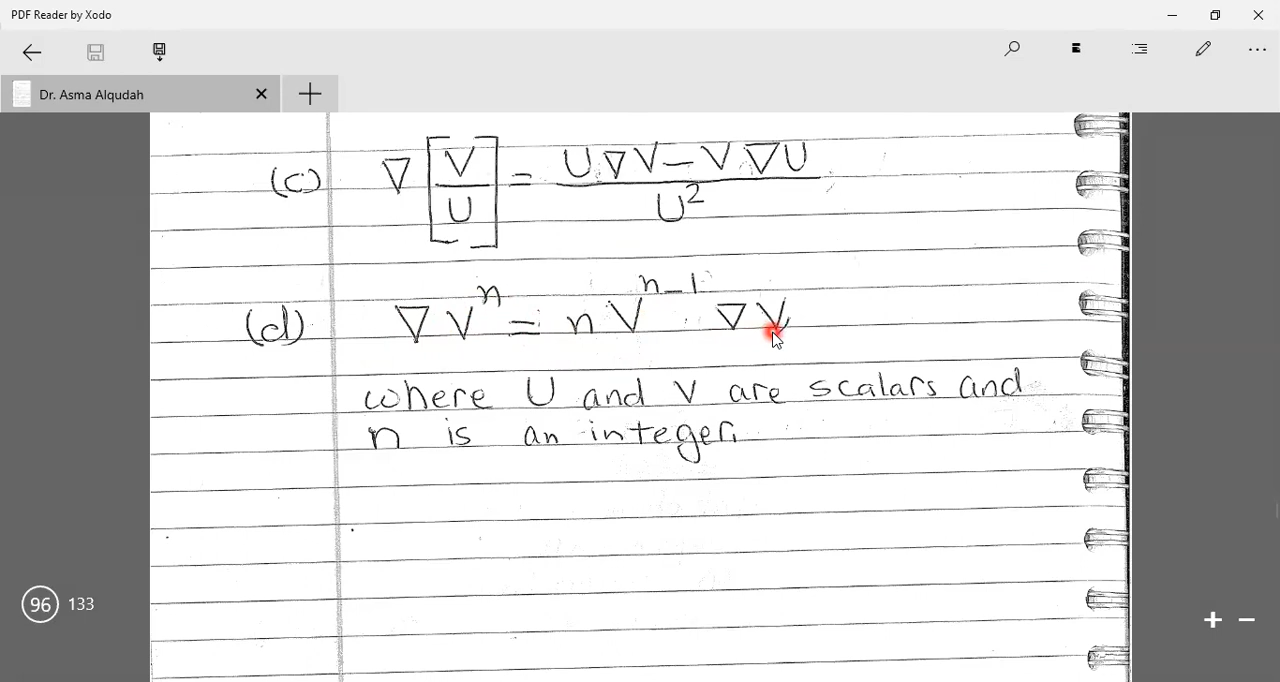 PDF Reader by Xodo
Dr. Asma Alqudah
(c) ∇ [V/U] = (U ∇V − V ∇U) / U²
(d) ∇Vⁿ = n Vⁿ⁻¹ ∇V
where U and V are scalars and
n is an integer.
96 133